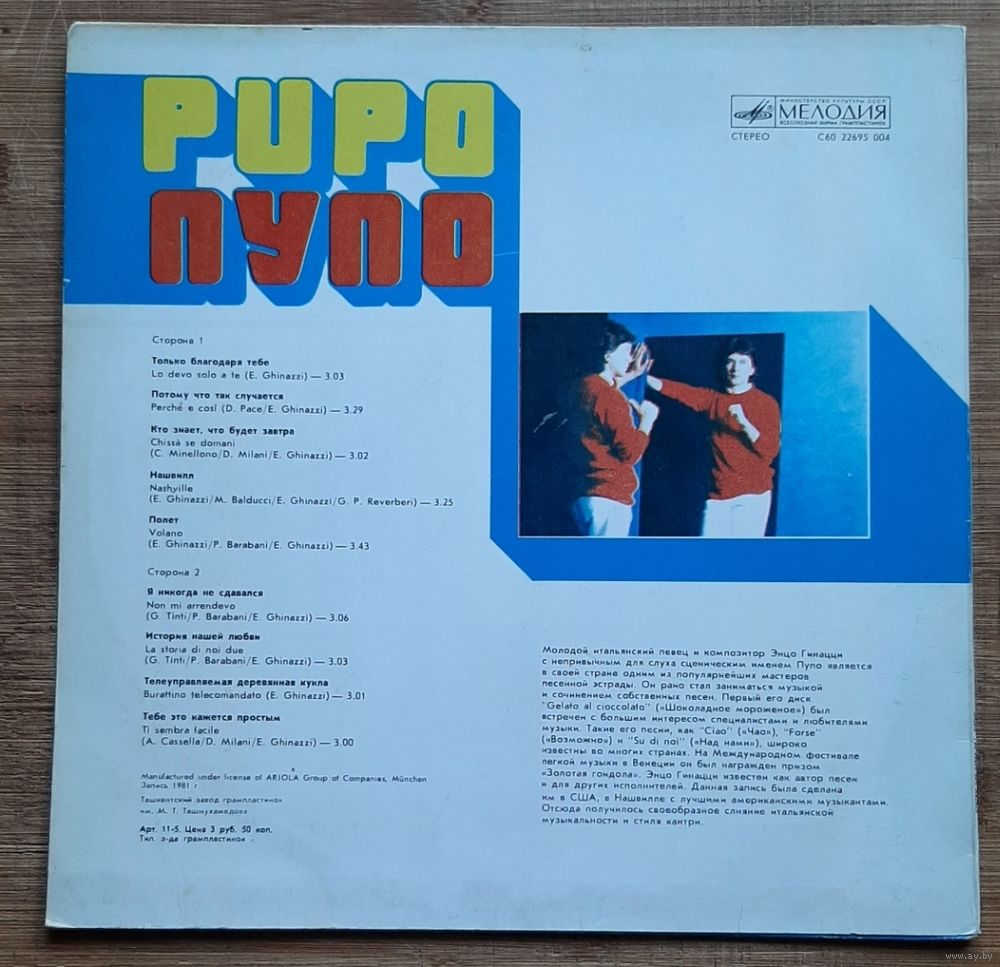 PUPO
ПУПО
МИНИСТЕРСТВО КУЛЬТУРЫ СССР
МЕЛОДИЯ
ВСЕСОЮЗНАЯ ФИРМА ГРАМПЛАСТИНОК
СТЕРЕО С60 22695 004
Сторона 1
Только благодаря тебе
Lo devo solo a te (E. Ghinazzi) — 3.03
Потому что так случается
Perché e così (D. Pace/E. Ghinazzi) — 3.29
Кто знает, что будет завтра
Chissà se domani
(C. Minellono/D. Milani/E. Ghinazzi) — 3.02
Нашвилл
Nashville
(E. Ghinazzi/M. Balducci/E. Ghinazzi/G. P. Reverberi) — 3.25
Полет
Volano
(E. Ghinazzi/P. Barabani/E. Ghinazzi) — 3.43
Сторона 2
Я никогда не сдавался
Non mi arrendevo
(G. Tinti/P. Barabani/E. Ghinazzi) — 3.06
История нашей любви
La storia di noi due
(G. Tinti/P. Barabani/E. Ghinazzi) — 3.03
Телеуправляемая деревянная кукла
Burattino telecomandato (E. Ghinazzi) — 3.01
Тебе это кажется простым
Ti sembra facile
(A. Cassella/D. Milani/E. Ghinazzi) — 3.00
Manufactured under license of ARIOLA Group of Companies, München
Запись 1981 г.
Ташкентский завод грампластинок
им. М. Т. Ташмухамедова
Арт. 11-5. Цена 3 руб. 50 коп.
Тип. з-да грампластинок
Молодой итальянский певец и композитор Энцо Гинацци
с непривычным для слуха сценическим именем Пупо является
в своей стране одним из популярнейших мастеров
песенной эстрады. Он рано стал заниматься музыкой
и сочинением собственных песен. Первый его диск
"Gelato al cioccolato" («Шоколадное мороженое») был
встречен с большим интересом специалистами и любителями
музыки. Такие его песни, как "Ciao" («Чао»), "Forse"
(«Возможно») и "Su di noi" («Над нами»), широко
известны во многих странах. На Международном фестивале
легкой музыки в Венеции он был награжден призом
«Золотая гондола». Энцо Гинацци известен как автор песен
и для других исполнителей. Данная запись была сделана
им в США, в Нашвилле с лучшими американскими музыкантами.
Отсюда получилось своеобразное слияние итальянской
музыкальности и стиля кантри.
www.ay.by